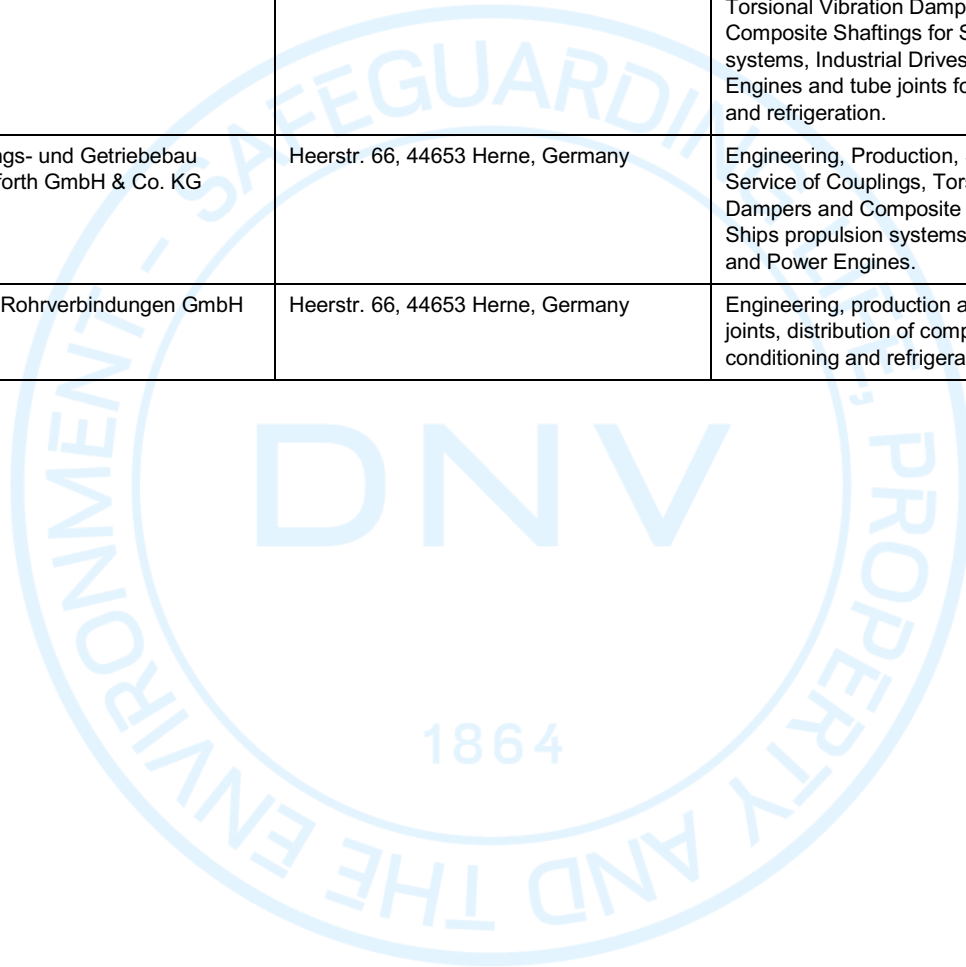 Torsional Vibration Damp
Composite Shaftings for S
systems, Industrial Drives
Engines and tube joints fo
and refrigeration.
ngs- und Getriebebau
forth GmbH & Co. KG
Heerstr. 66, 44653 Herne, Germany
Engineering, Production,
Service of Couplings, Tors
Dampers and Composite
Ships propulsion systems
and Power Engines.
Rohrverbindungen GmbH
Heerstr. 66, 44653 Herne, Germany
Engineering, production a
joints, distribution of comp
conditioning and refrigera
SAFEGUARDING LIFE, PROPERTY AND THE ENVIRONMENT -
DNV
1864